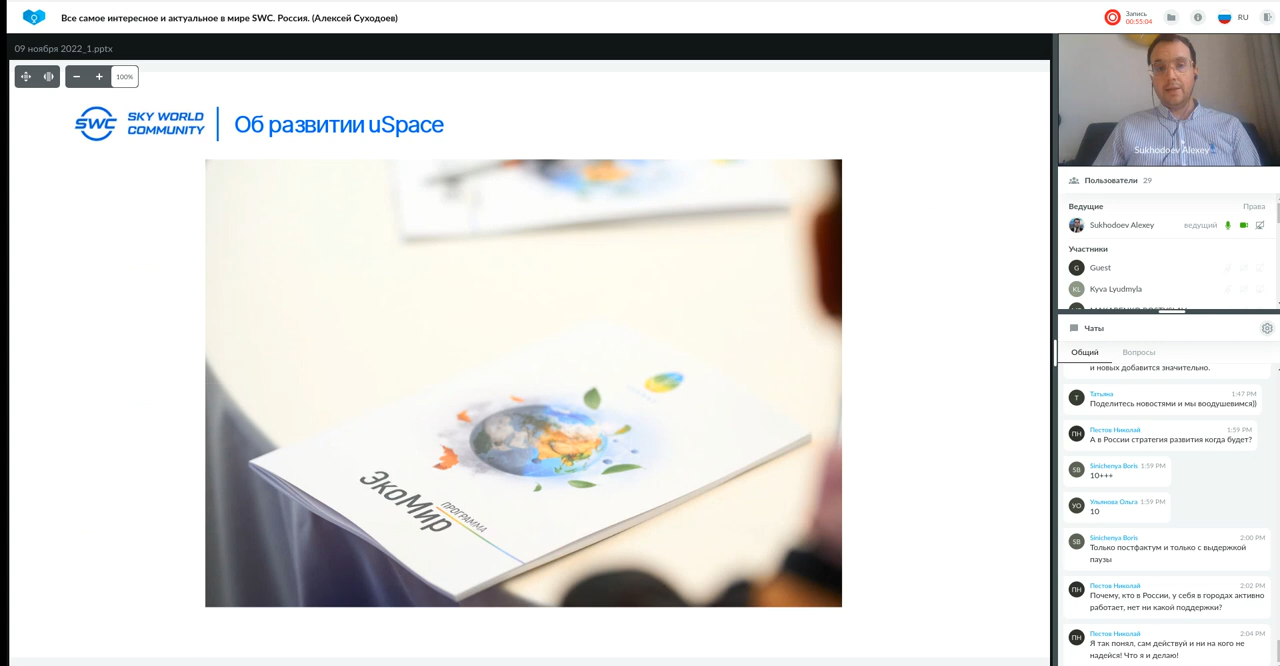 Все самое интересное и актуальное в мире SWC. Россия. (Алексей Суходоев)
Запись
00:55:04
RU
09 ноября 2022_1.pptx
100%
SWC
SKY WORLD
COMMUNITY
Об развитии uSpace
ЭкоМир
ПРОГРАММА
Sukhodoev Alexey
Пользователи 29
Ведущие Права
Sukhodoev Alexey ведущий
Участники
G Guest
KL Kyva Lyudmyla
Чаты
Общий Вопросы
и новых добавится значительно.
Т Татьяна 1:47 PM
Поделитесь новостями и мы воодушевимся))
ПН Пестов Николай 1:59 PM
А в России стратегия развития когда будет?
SB Sinichenya Boris 1:59 PM
10+++
УО Ульянова Ольга 1:59 PM
10
SB Sinichenya Boris 2:00 PM
Только постфактум и только с выдержкой
паузы
ПН Пестов Николай 2:02 PM
Почему, кто в России, у себя в городах активно
работает, нет ни какой поддержки?
ПН Пестов Николай 2:04 PM
Я так понял, сам действуй и ни на кого не
надейся! Что я и делаю!